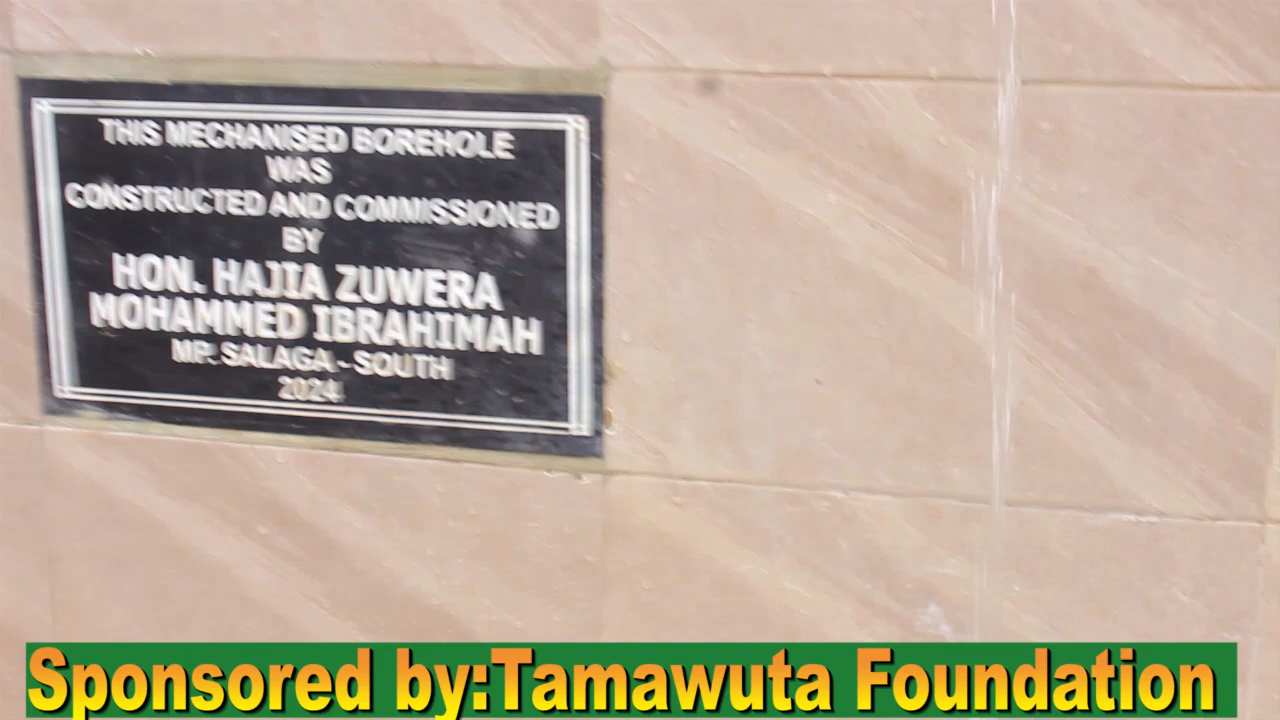 THIS MECHANISED BOREHOLE
WAS
CONSTRUCTED AND COMMISSIONED
BY
HON. HAJIA ZUWERA
MOHAMMED IBRAHIMAH
MP. SALAGA - SOUTH
2024
Sponsored by:Tamawuta Foundation